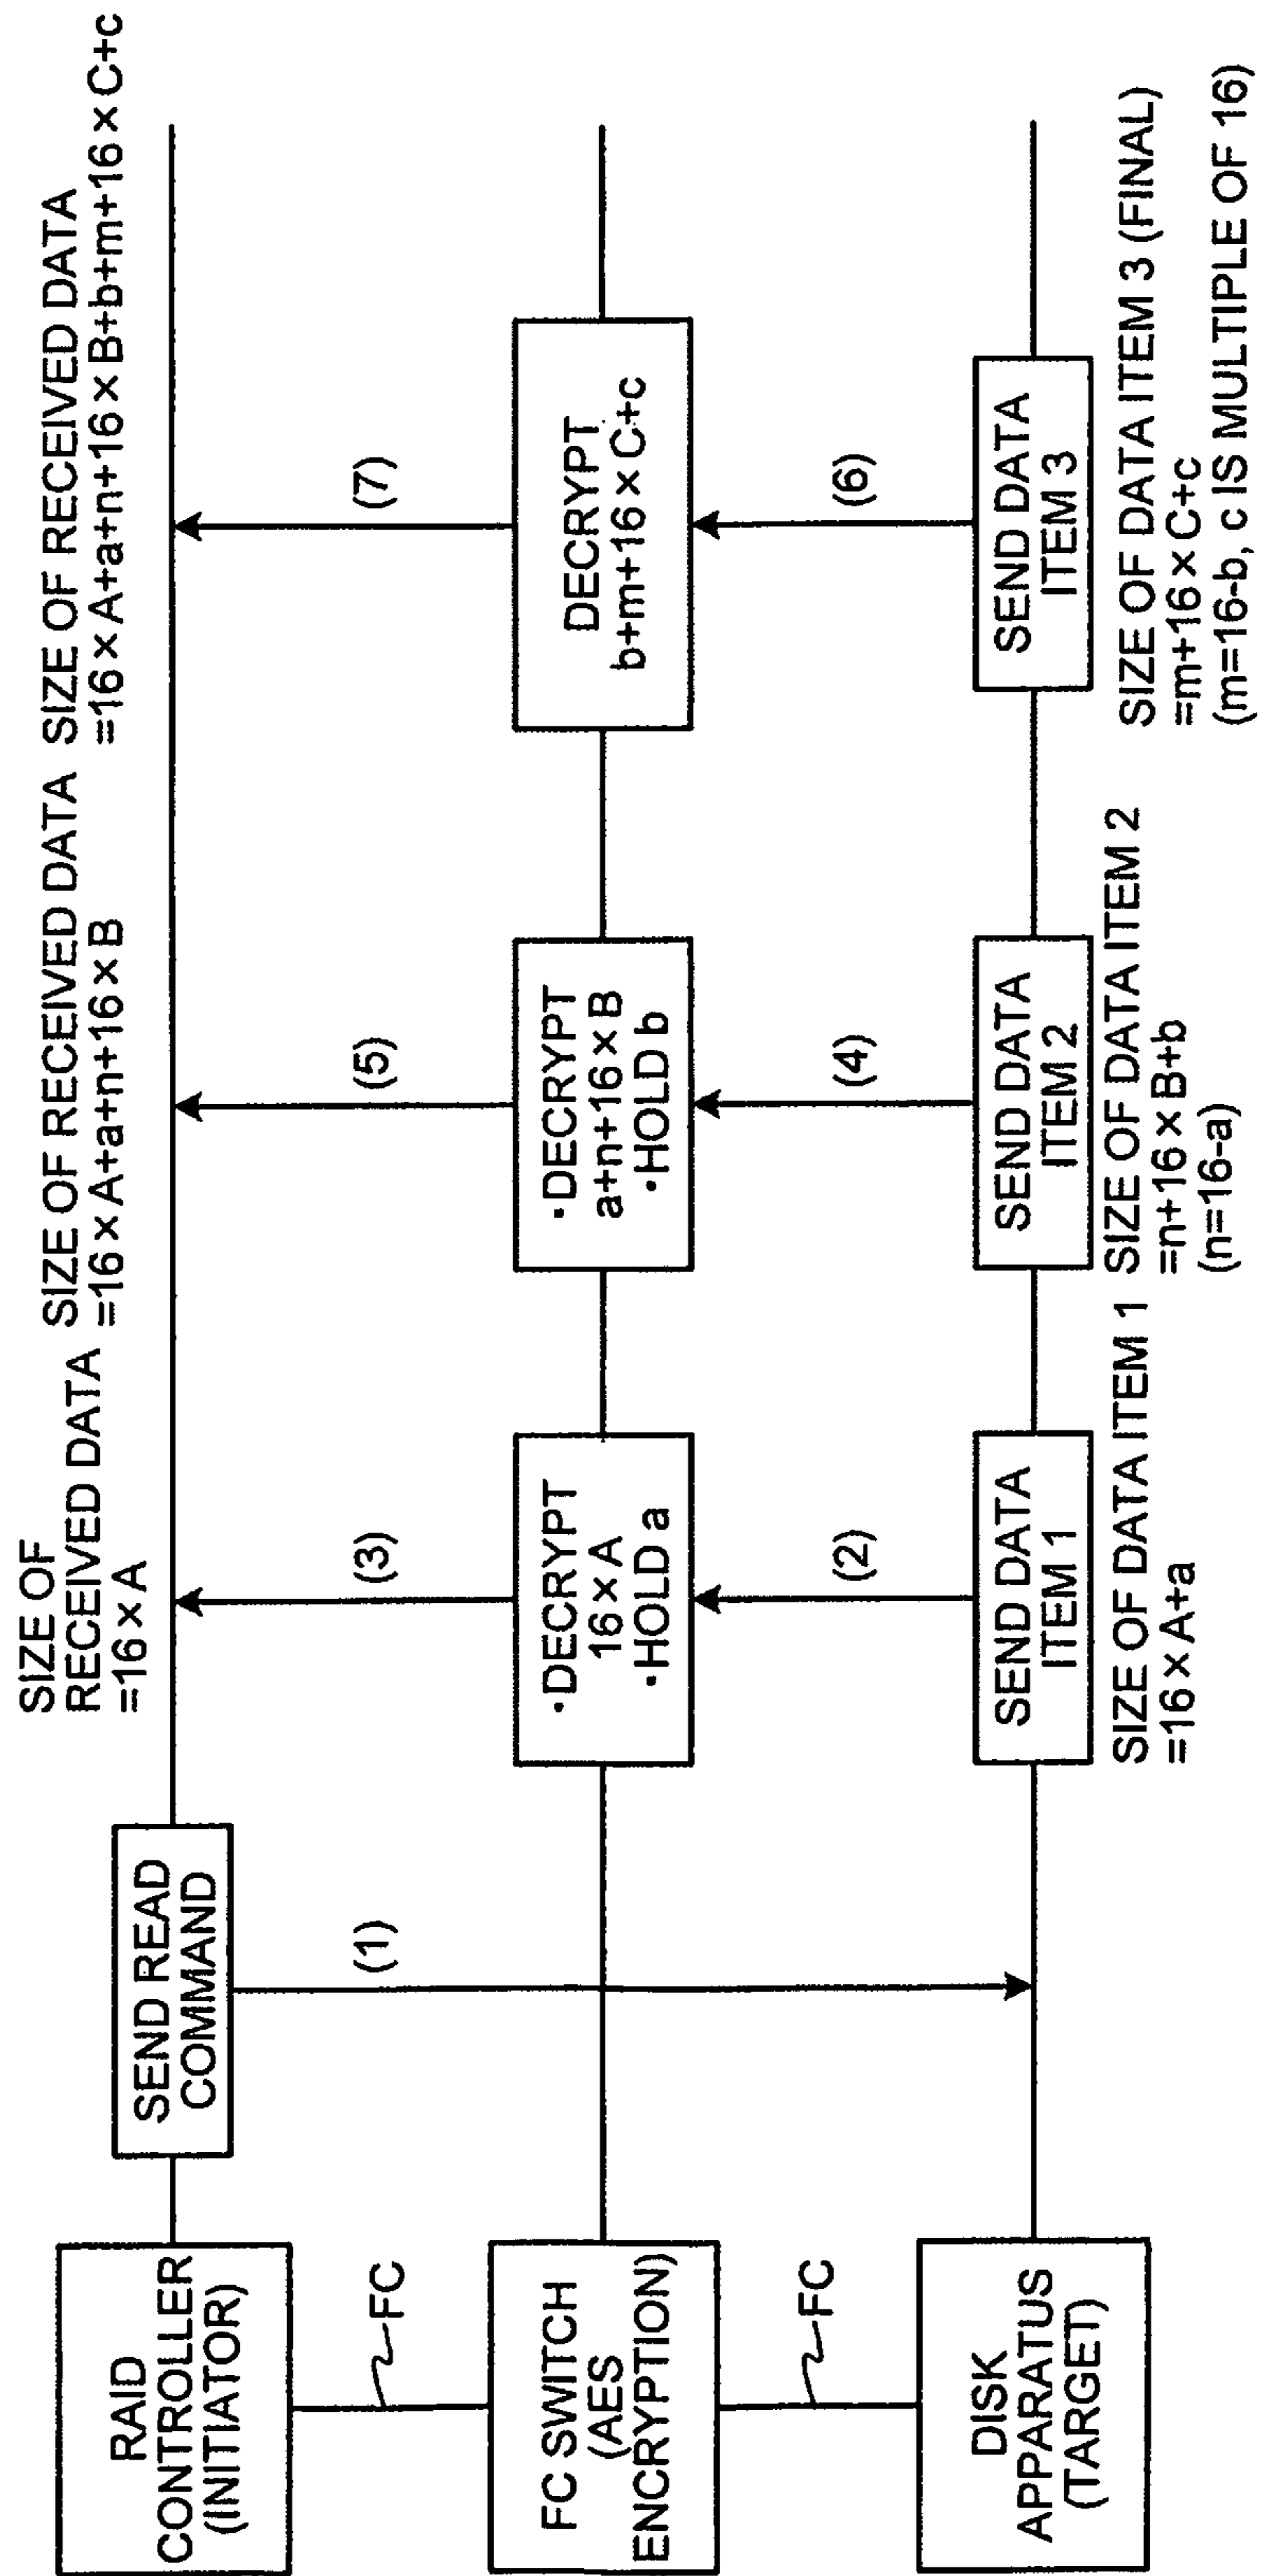 RAID
CONTROLLER
(INITIATOR)
FC
FC SWITCH
(AES
ENCRYPTION)
FC
DISK
APPARATUS
(TARGET)
SEND READ
COMMAND
(1)
SIZE OF
RECEIVED DATA
=16×A
(3)
•DECRYPT
16×A
•HOLD a
(2)
SEND DATA
ITEM 1
SIZE OF DATA ITEM 1
=16×A+a
SIZE OF RECEIVED DATA
=16×A+a+n+16×B
(5)
•DECRYPT
a+n+16×B
•HOLD b
(4)
SEND DATA
ITEM 2
SIZE OF DATA ITEM 2
=n+16×B+b
(n=16-a)
SIZE OF RECEIVED DATA
=16×A+a+n+16×B+b+m+16×C+c
(7)
DECRYPT
b+m+16×C+c
(6)
SEND DATA
ITEM 3
SIZE OF DATA ITEM 3 (FINAL)
=m+16×C+c
(m=16-b, c IS MULTIPLE OF 16)